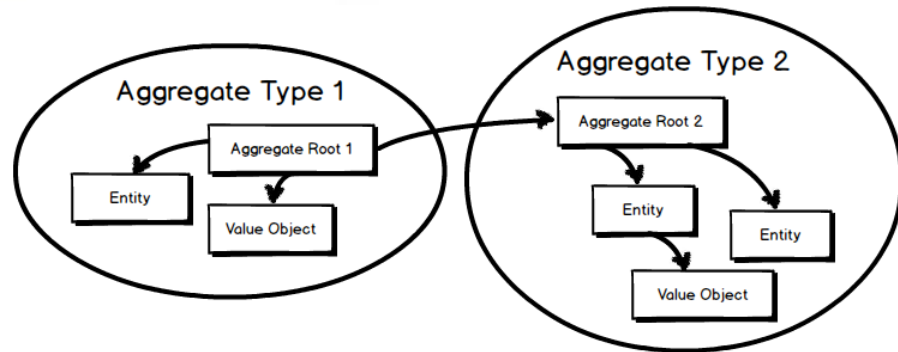 Aggregate Type 1
Aggregate Root 1
Entity
Value Object
Aggregate Type 2
Aggregate Root 2
Entity
Entity
Value Object